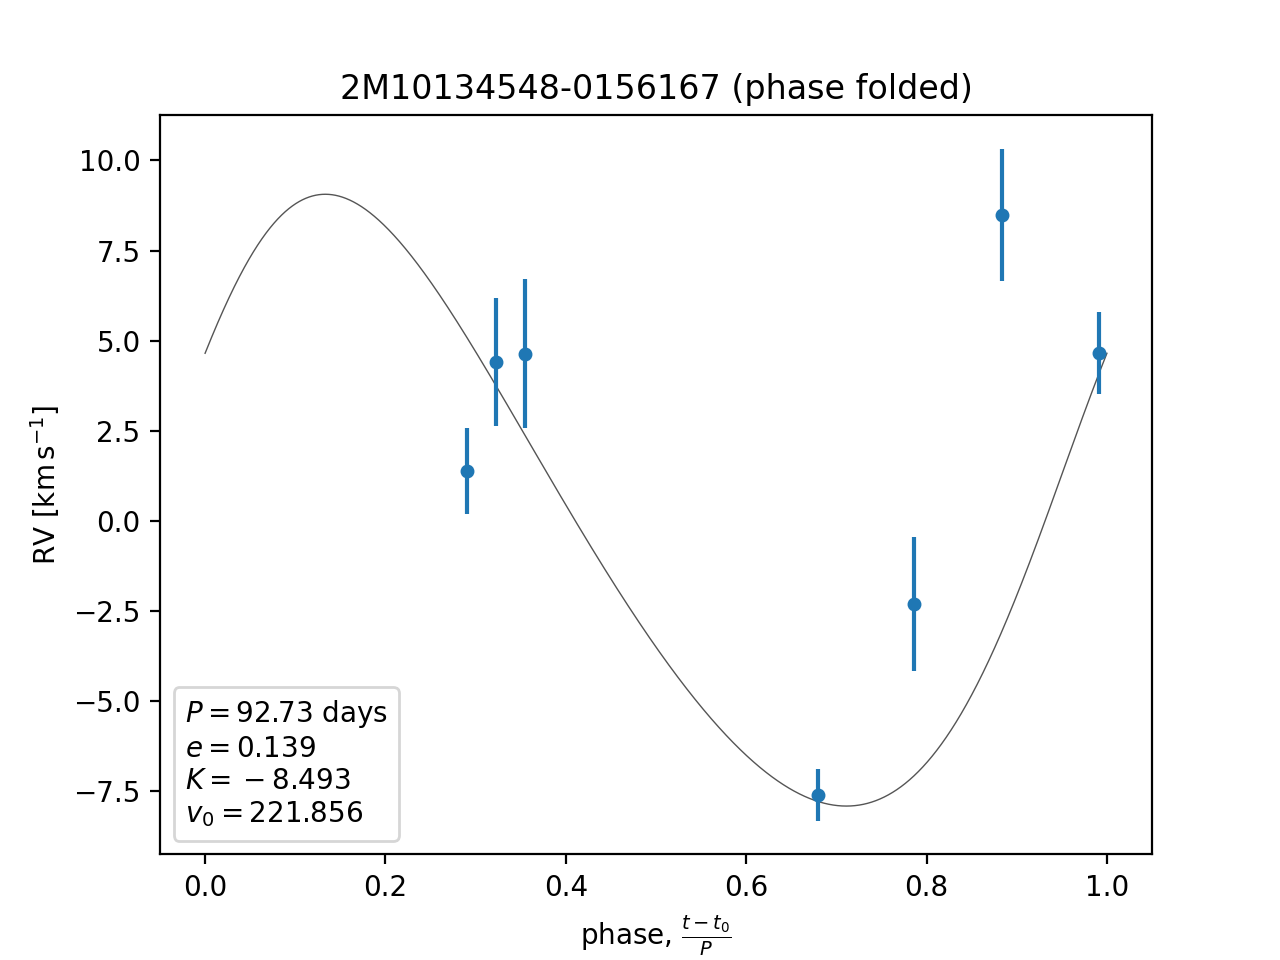 2M10134548-0156167 (phase folded)
10.0
7.5
5.0
2.5
0.0
−2.5
−5.0
−7.5
RV [km s⁻¹]
P = 92.73 days
e = 0.139
K = −8.493
v₀ = 221.856
0.0 0.2 0.4 0.6 0.8 1.0
phase, (t − t₀)/P